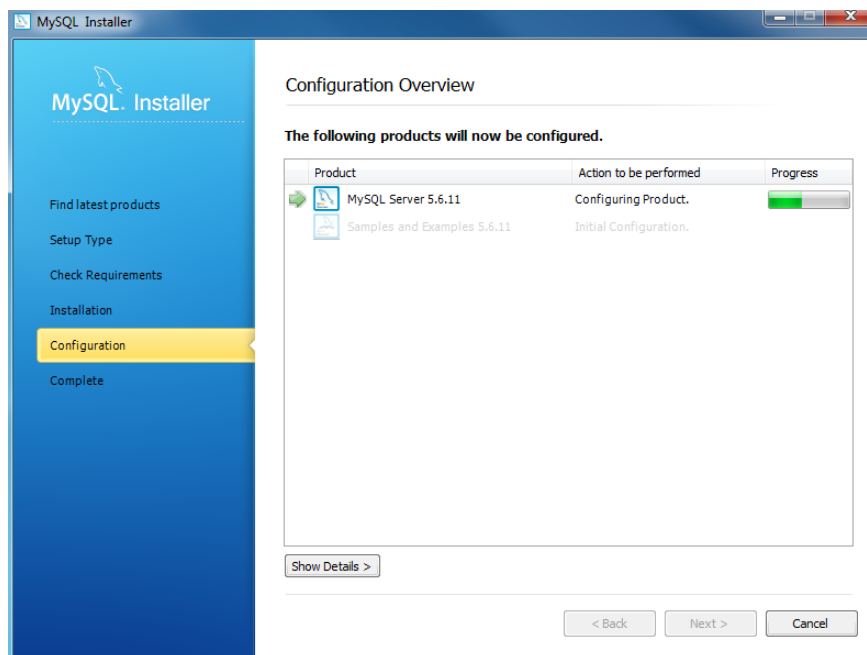 MySQL Installer
MySQL. Installer
Find latest products
Setup Type
Check Requirements
Installation
Configuration
Complete
Configuration Overview
The following products will now be configured.
Product Action to be performed Progress
MySQL Server 5.6.11 Configuring Product.
Samples and Examples 5.6.11 Initial Configuration.
Show Details >
< Back Next > Cancel